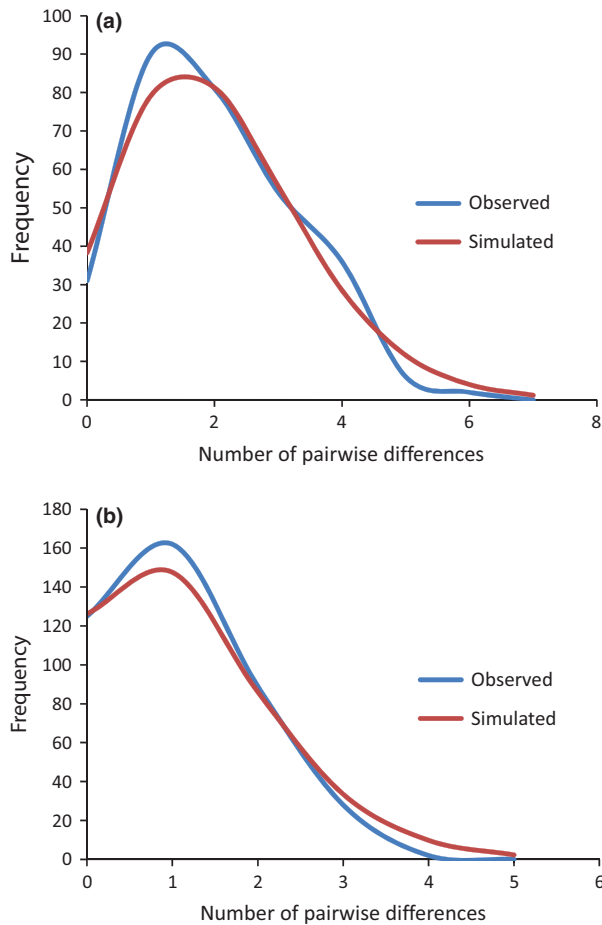 (a)
100
90
80
70
60
50
40
30
20
10
0
Frequency
Observed
Simulated
0 2 4 6 8
Number of pairwise differences
(b)
180
160
140
120
100
80
60
40
20
0
Frequency
Observed
Simulated
0 1 2 3 4 5 6
Number of pairwise differences